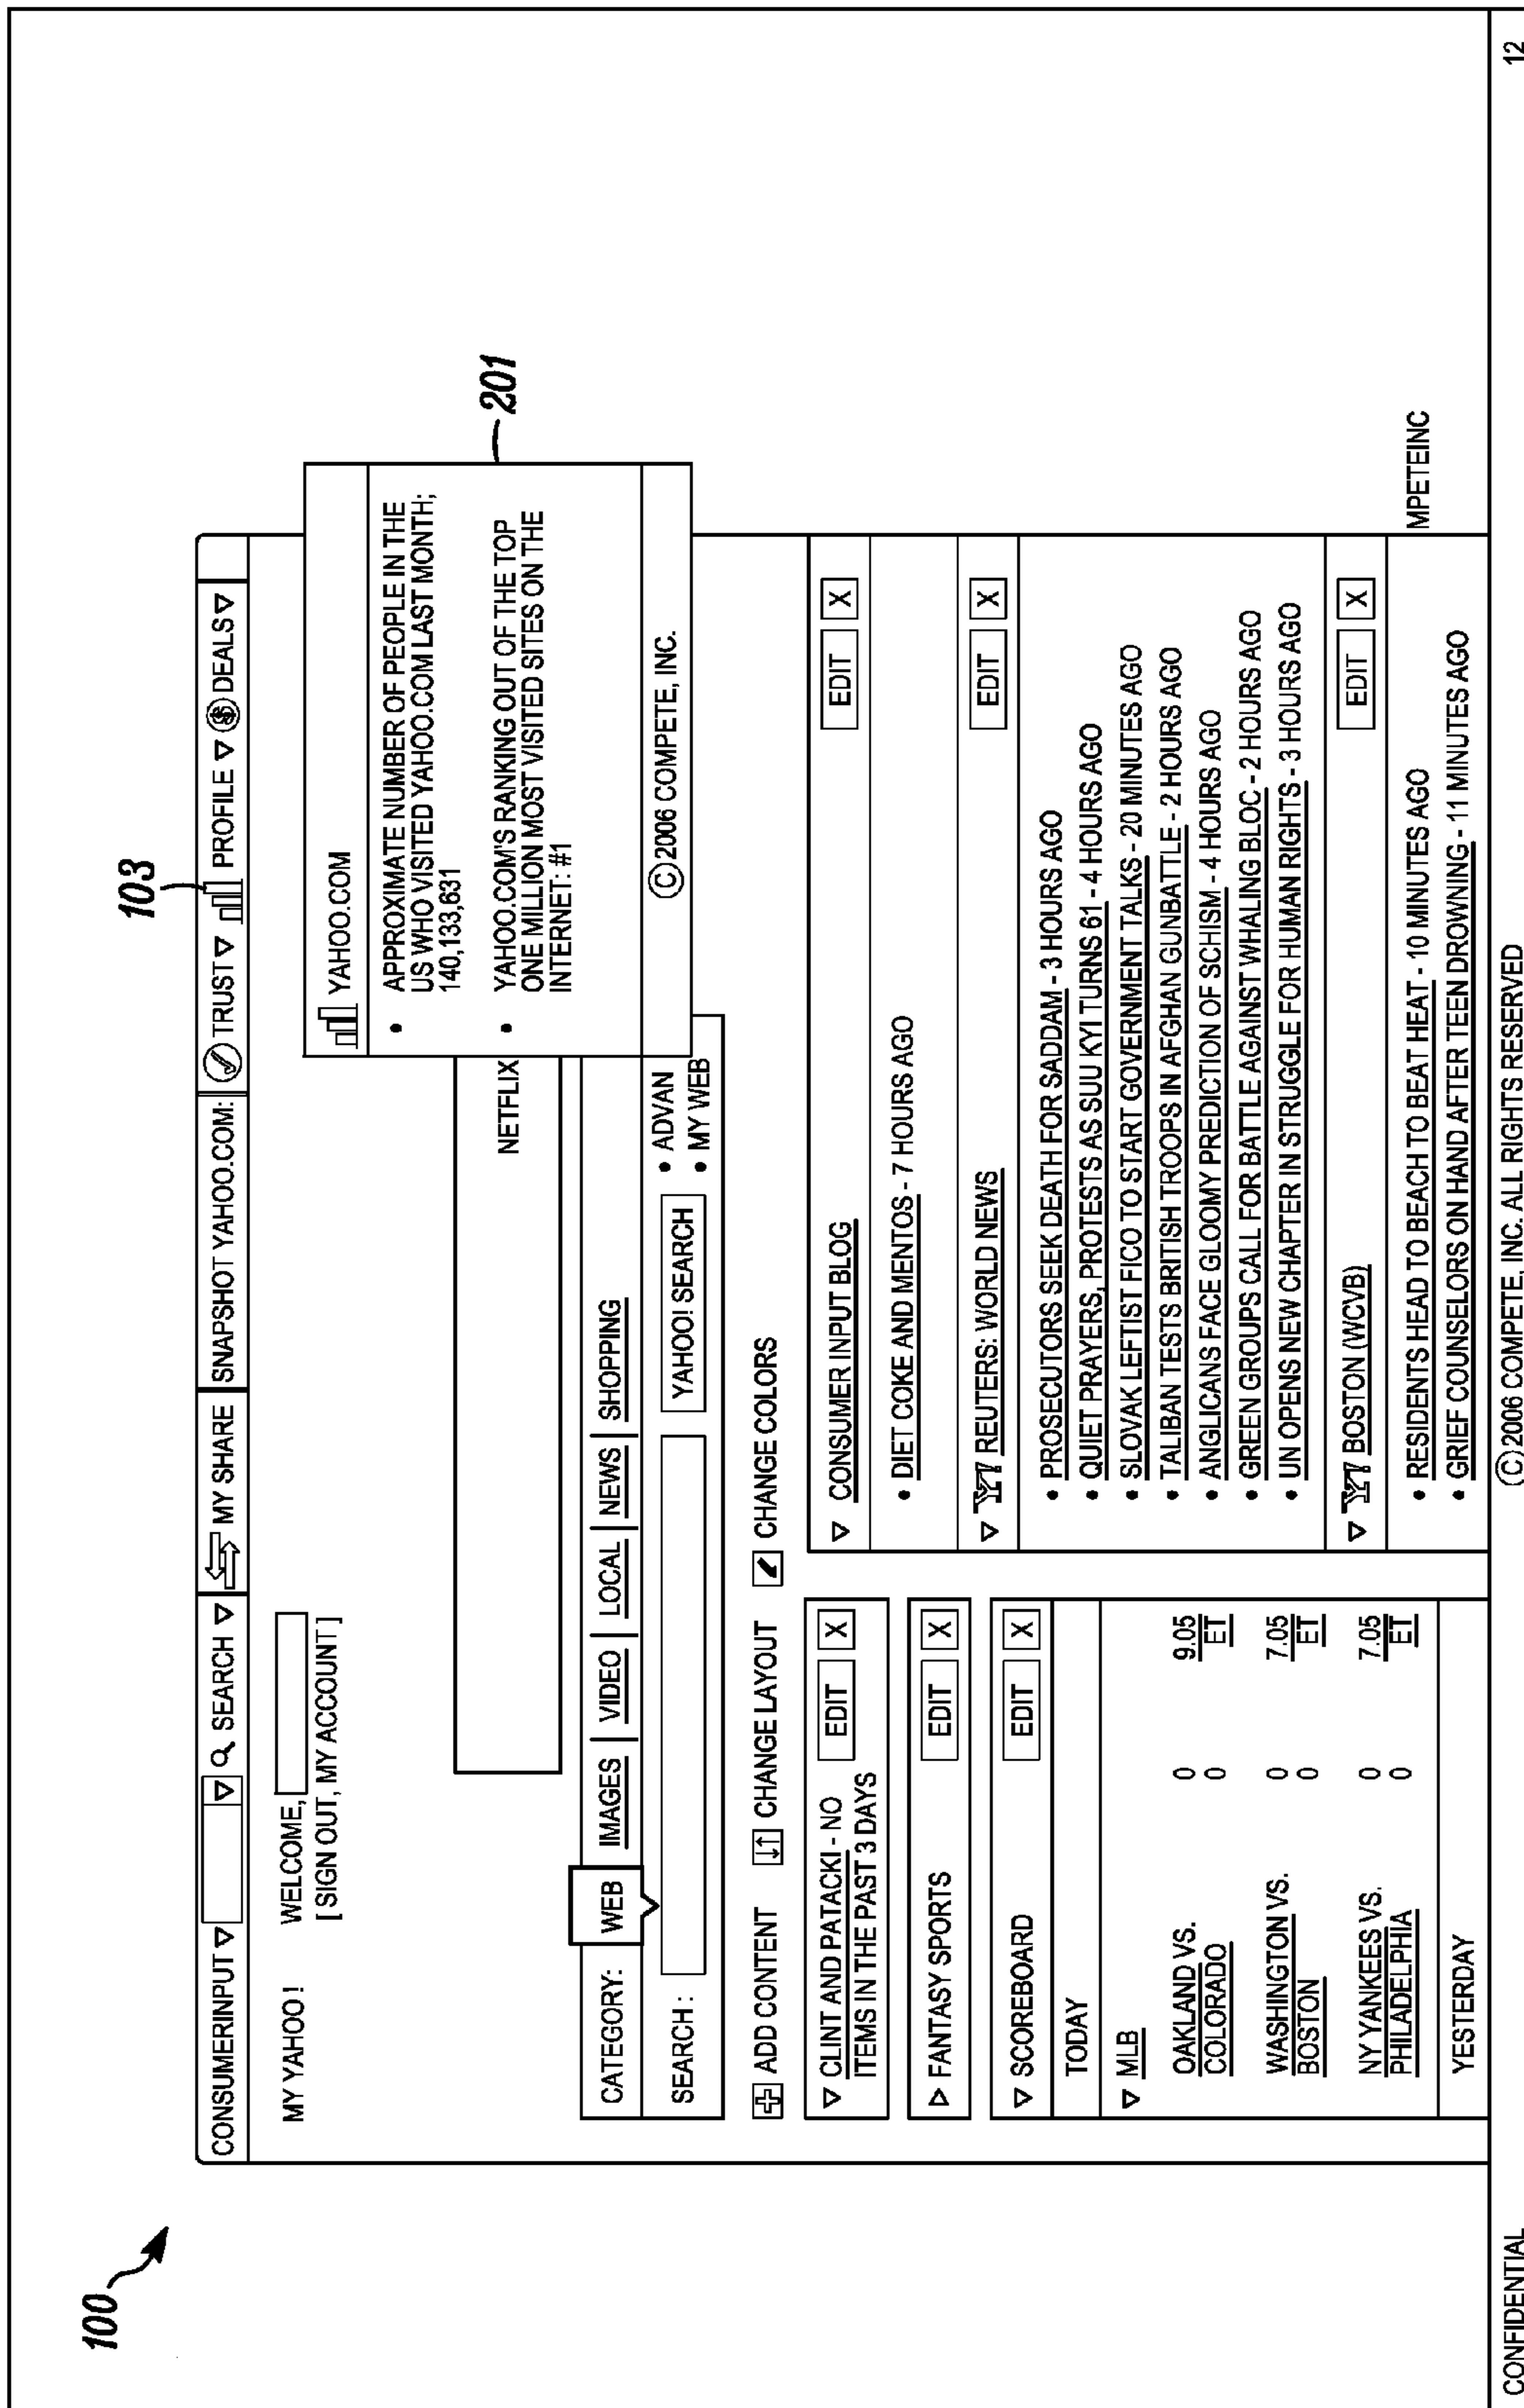 100
103
CONSUMERINPUT SEARCH MY SHARE SNAPSHOT YAHOO.COM: TRUST PROFILE $ DEALS
MY YAHOO! WELCOME,
[ SIGN OUT, MY ACCOUNT ]
YAHOO.COM
• APPROXIMATE NUMBER OF PEOPLE IN THE
US WHO VISITED YAHOO.COM LAST MONTH;
140,133,631
• YAHOO.COM'S RANKING OUT OF THE TOP
ONE MILLION MOST VISITED SITES ON THE
INTERNET: #1
© 2006 COMPETE, INC.
201
NETFLIX
CATEGORY: WEB IMAGES | VIDEO | LOCAL | NEWS | SHOPPING
SEARCH : YAHOO! SEARCH
• ADVAN
• MY WEB
ADD CONTENT CHANGE LAYOUT CHANGE COLORS
CLINT AND PATACKI - NO
ITEMS IN THE PAST 3 DAYS
EDIT X
FANTASY SPORTS EDIT X
SCOREBOARD EDIT X
TODAY
MLB
OAKLAND VS. 0 9.05
COLORADO 0 ET
WASHINGTON VS. 0 7.05
BOSTON 0 ET
NY YANKEES VS. 0 7.05
PHILADELPHIA 0 ET
YESTERDAY
CONSUMER INPUT BLOG EDIT X
• DIET COKE AND MENTOS - 7 HOURS AGO
REUTERS: WORLD NEWS EDIT X
• PROSECUTORS SEEK DEATH FOR SADDAM - 3 HOURS AGO
• QUIET PRAYERS, PROTESTS AS SUU KYI TURNS 61 - 4 HOURS AGO
• SLOVAK LEFTIST FICO TO START GOVERNMENT TALKS - 20 MINUTES AGO
• TALIBAN TESTS BRITISH TROOPS IN AFGHAN GUNBATTLE - 2 HOURS AGO
• ANGLICANS FACE GLOOMY PREDICTION OF SCHISM - 4 HOURS AGO
• GREEN GROUPS CALL FOR BATTLE AGAINST WHALING BLOC - 2 HOURS AGO
• UN OPENS NEW CHAPTER IN STRUGGLE FOR HUMAN RIGHTS - 3 HOURS AGO
BOSTON (WCVB) EDIT X
• RESIDENTS HEAD TO BEACH TO BEAT HEAT - 10 MINUTES AGO
• GRIEF COUNSELORS ON HAND AFTER TEEN DROWNING - 11 MINUTES AGO
MPETEINC
CONFIDENTIAL © 2006 COMPETE, INC. ALL RIGHTS RESERVED 12